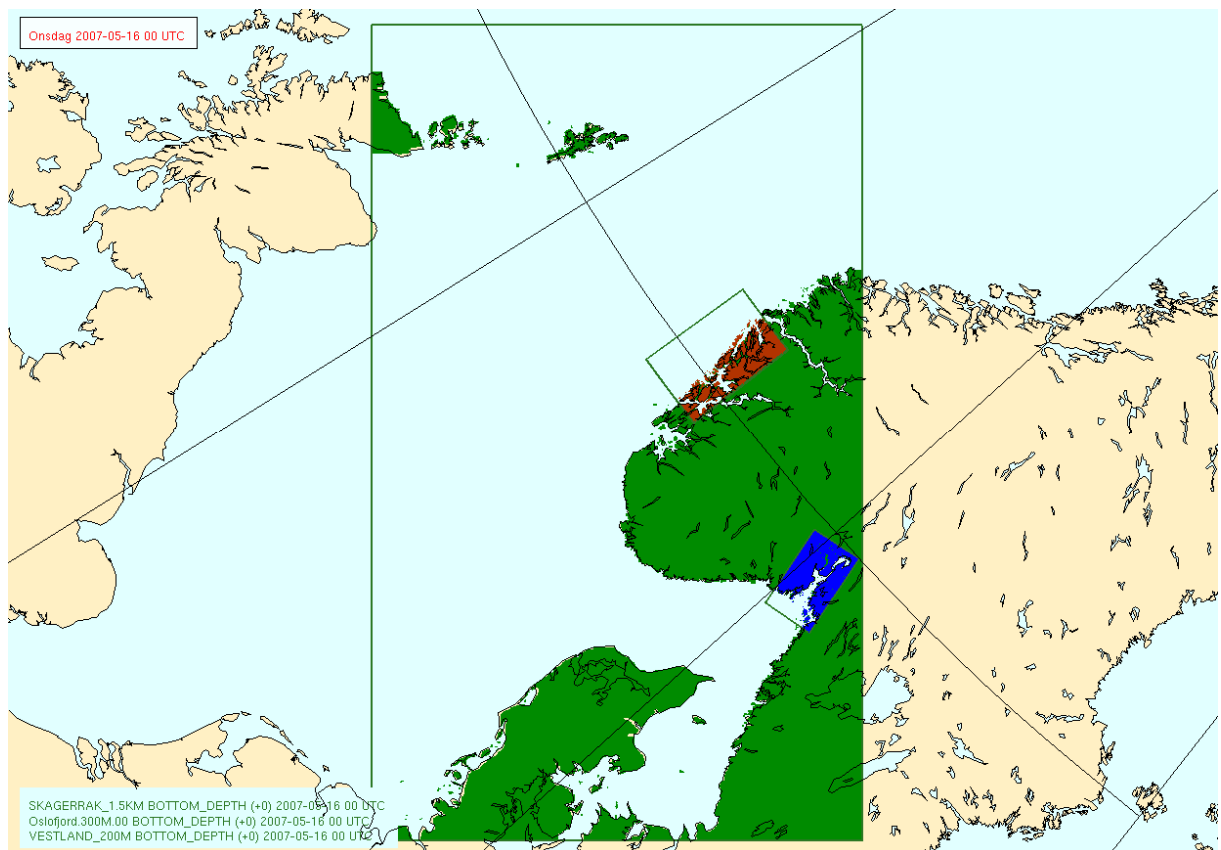 Onsdag 2007-05-16 00 UTC
SKAGERRAK_1.5KM BOTTOM_DEPTH (+0) 2007-05-16 00 UTC
Oslofjord.300M.00 BOTTOM_DEPTH (+0) 2007-05-16 00 UTC
VESTLAND_200M BOTTOM_DEPTH (+0) 2007-05-16 00 UTC